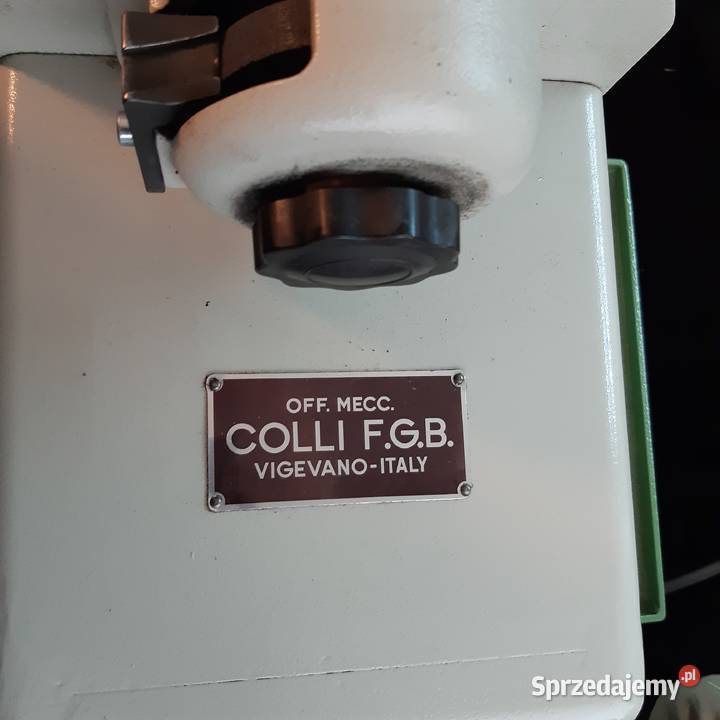 OFF. MECC.
COLLI F.G.B.
VIGEVANO-ITALY
Sprzedajemy.pl